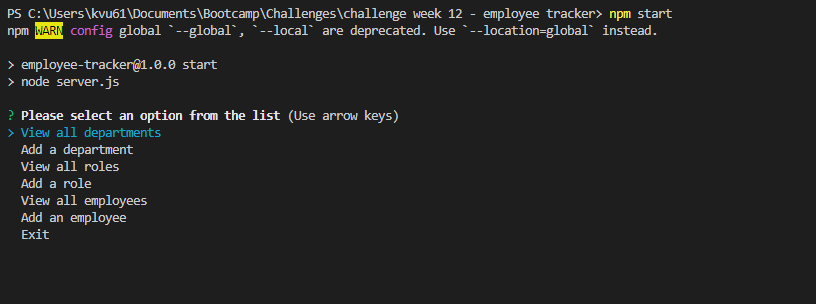 PS C:\Users\kvu61\Documents\Bootcamp\Challenges\challenge week 12 - employee tracker> npm start
npm WARN config global `--global`, `--local` are deprecated. Use `--location=global` instead.
> employee-tracker@1.0.0 start
> node server.js
? Please select an option from the list (Use arrow keys)
> View all departments
Add a department
View all roles
Add a role
View all employees
Add an employee
Exit